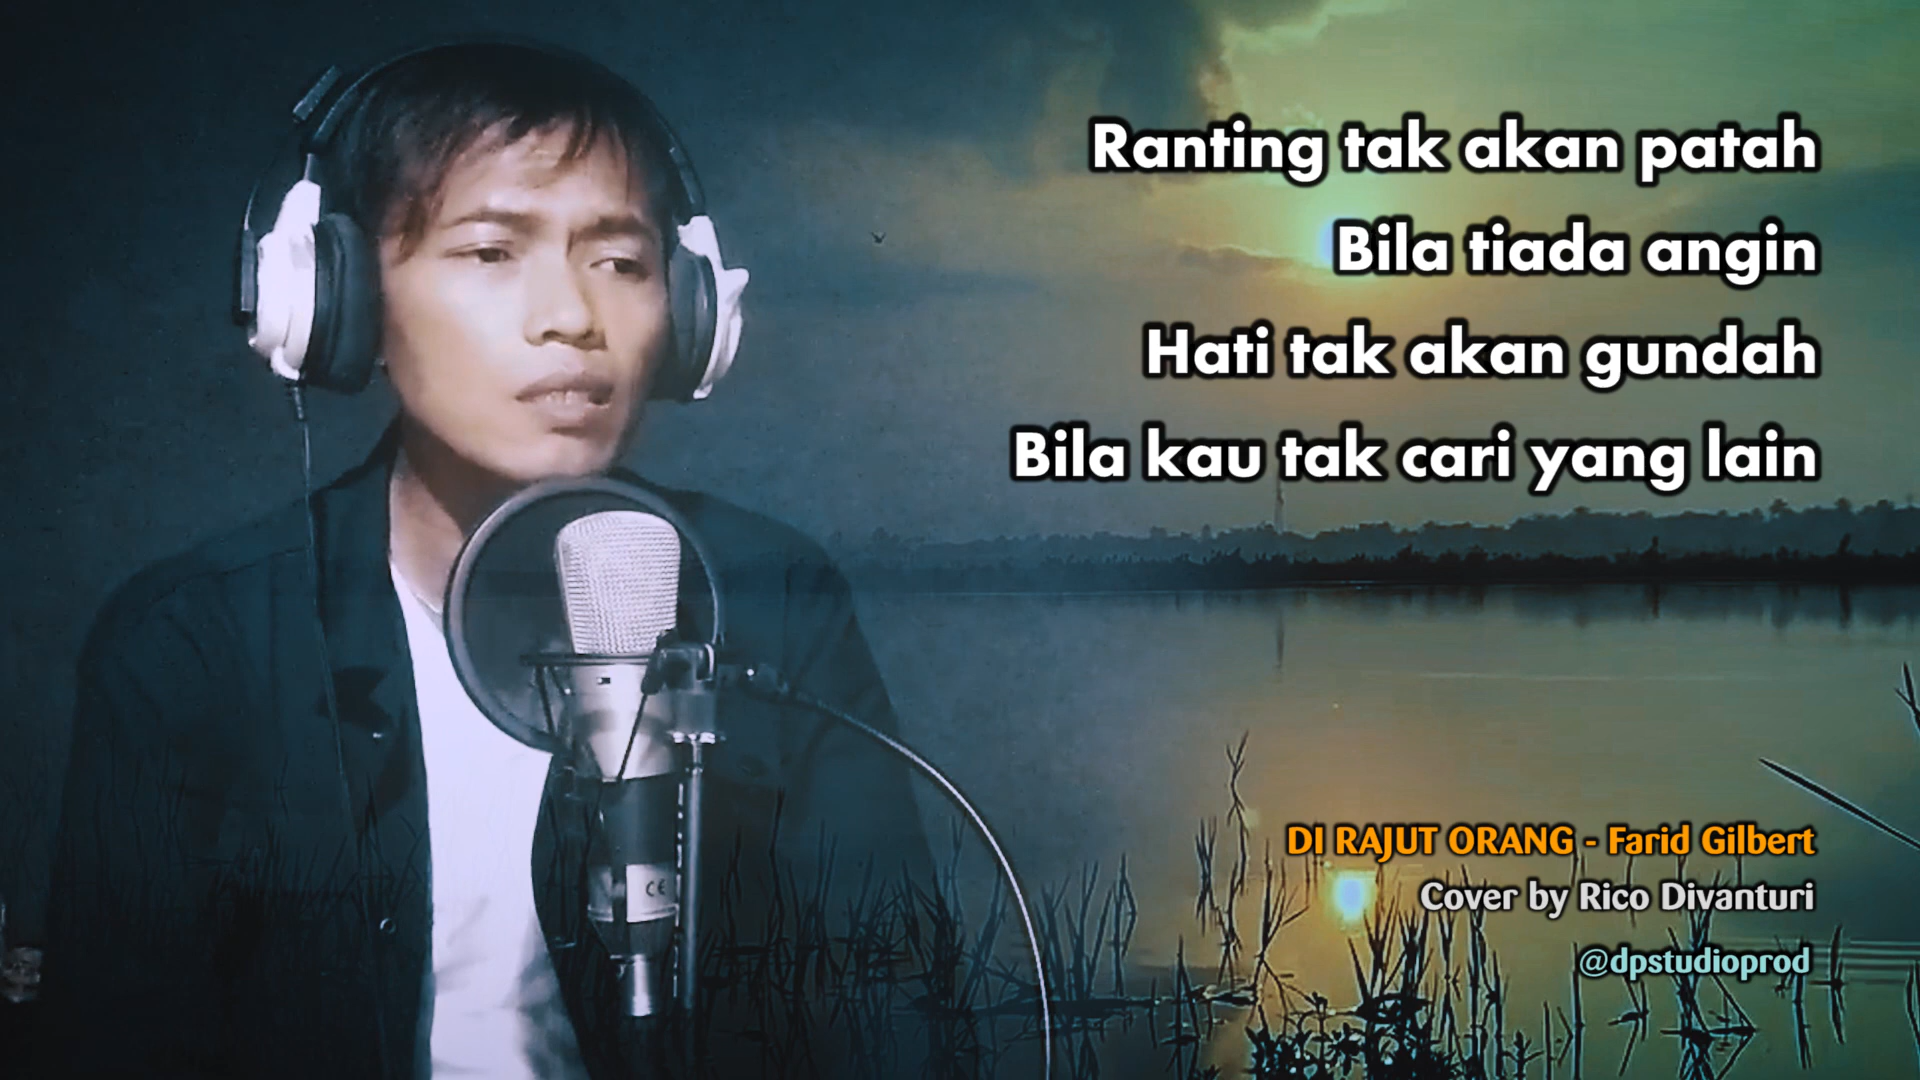 Ranting tak akan patah
Bila tiada angin
Hati tak akan gundah
Bila kau tak cari yang lain
DI RAJUT ORANG - Farid Gilbert
Cover by Rico Divanturi
@dpstudioprod
CE